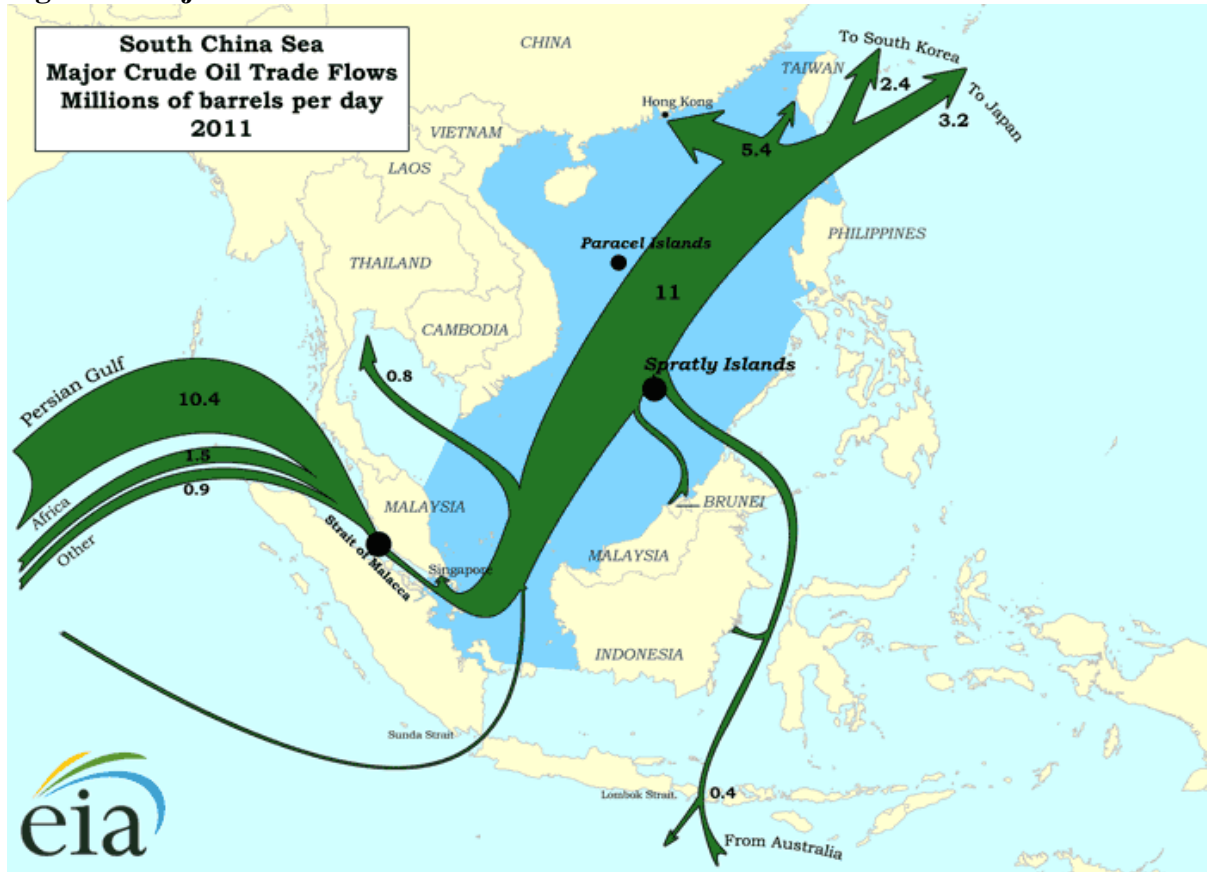 South China Sea
Major Crude Oil Trade Flows
Millions of barrels per day
2011
CHINA
To South Korea
TAIWAN
2.4
To Japan
3.2
Hong Kong
5.4
VIETNAM
LAOS
Paracel Islands
PHILIPPINES
THAILAND
11
CAMBODIA
Spratly Islands
0.8
Persian Gulf
10.4
1.8
0.9
Africa
Other
MALAYSIA
BRUNEI
Strait of Malacca
Singapore
MALAYSIA
INDONESIA
Sunda Strait
Lombok Strait.
0.4
From Australia
eia